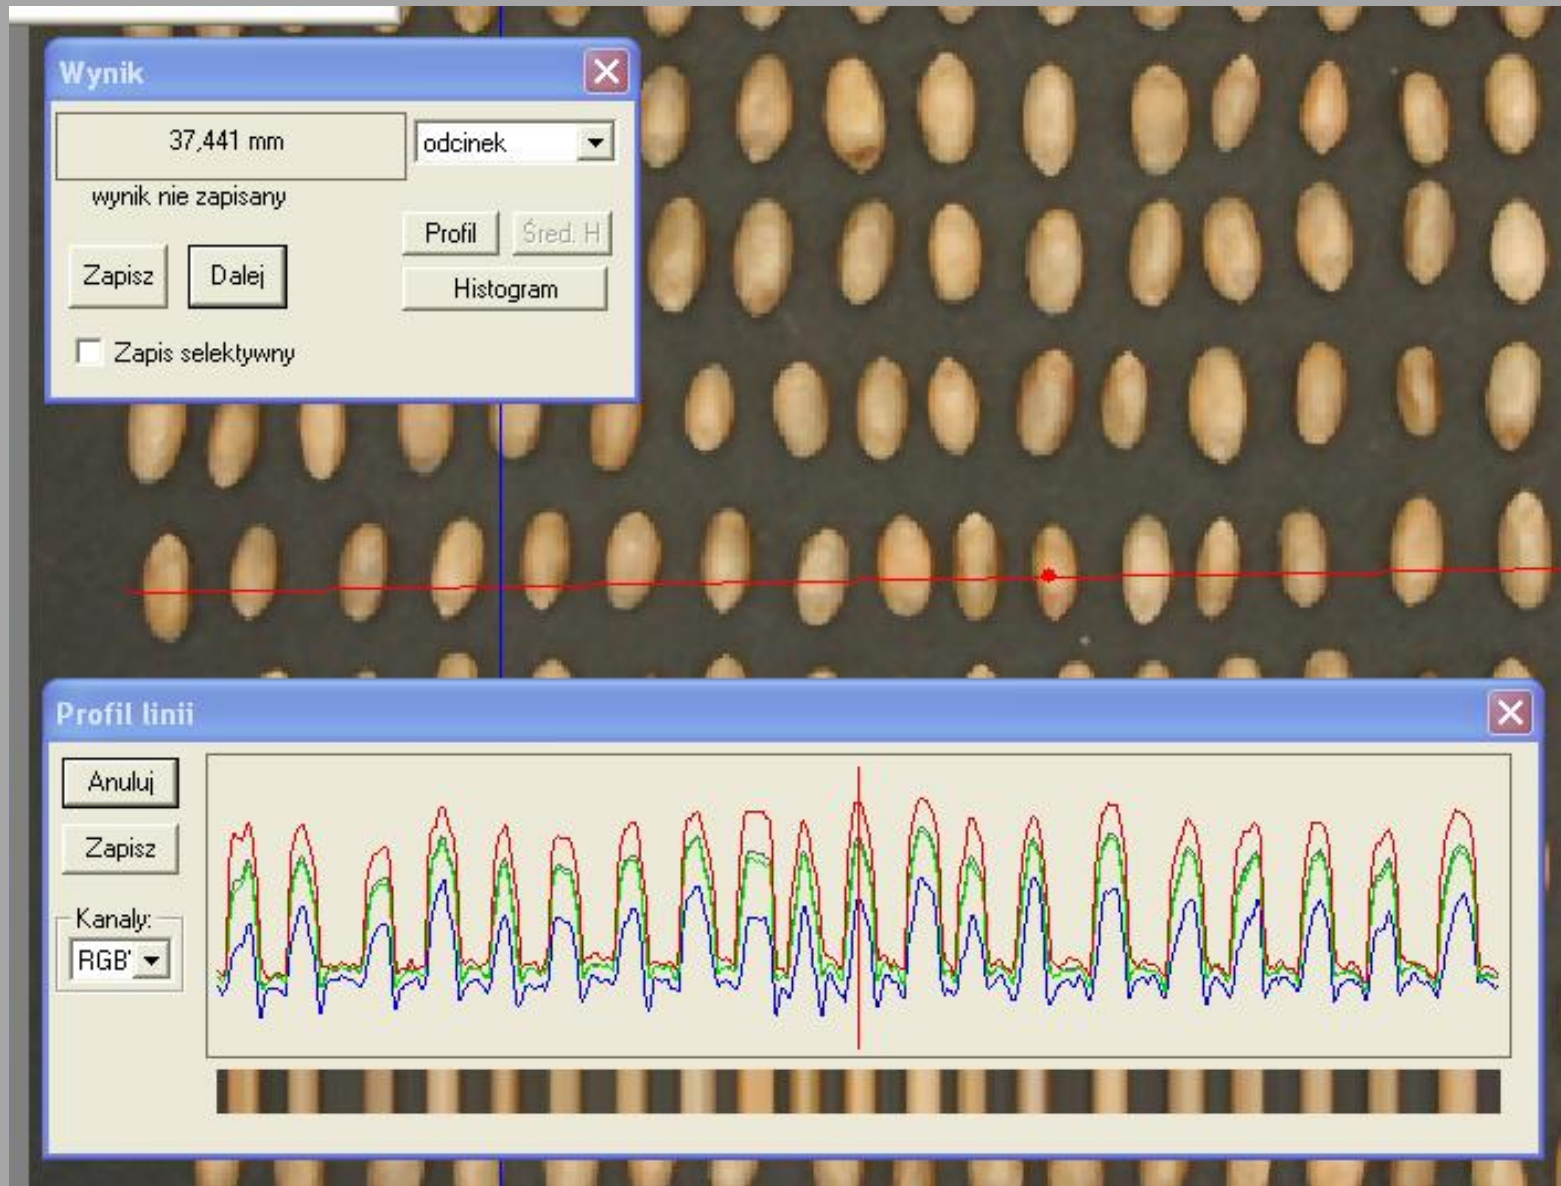 Wynik
37,441 mm
odcinek
wynik nie zapisany
Profil
Śred. H
Zapisz
Dalej
Histogram
Zapis selektywny
Profil linii
Anuluj
Zapisz
Kanały:
RGB'